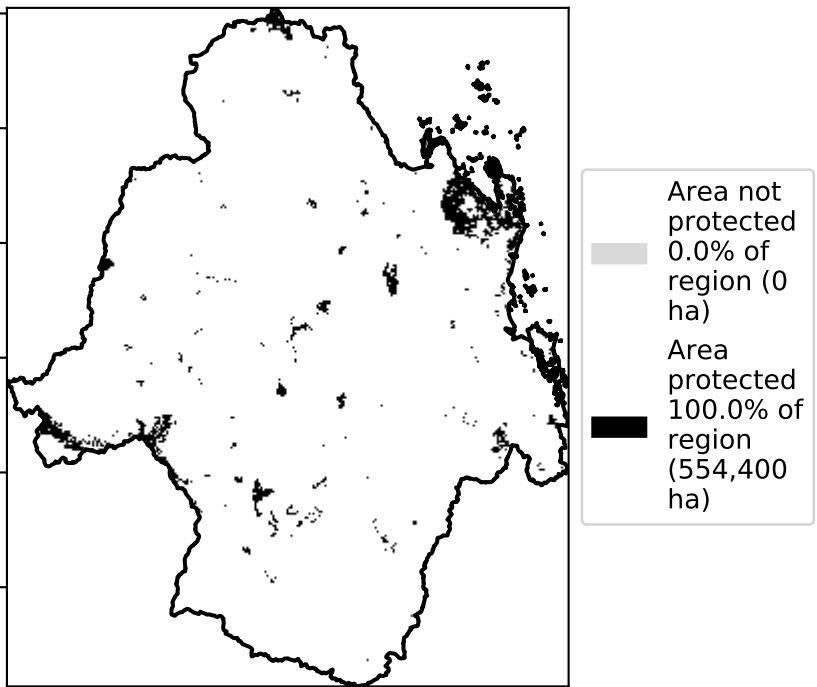 Area not
protected
0.0% of
region (0
ha)
Area
protected
100.0% of
region
(554,400
ha)